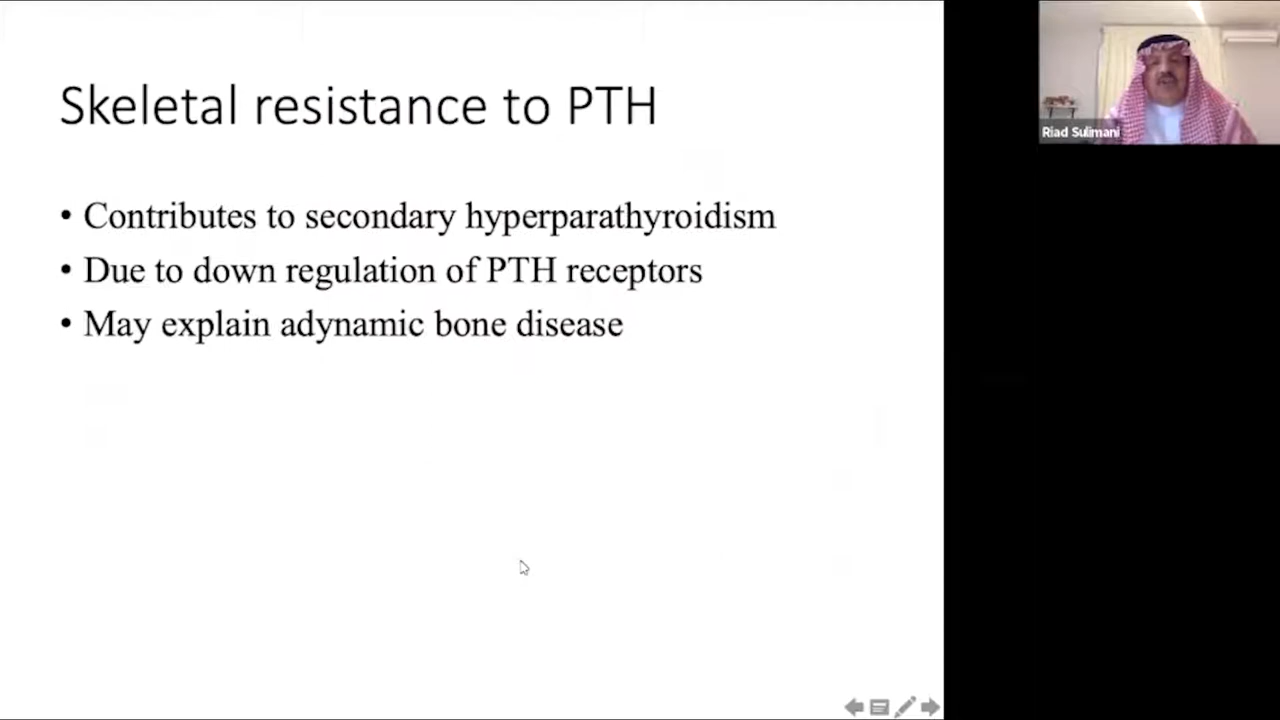 Skeletal resistance to PTH
• Contributes to secondary hyperparathyroidism
• Due to down regulation of PTH receptors
• May explain adynamic bone disease
Riad Sulimani